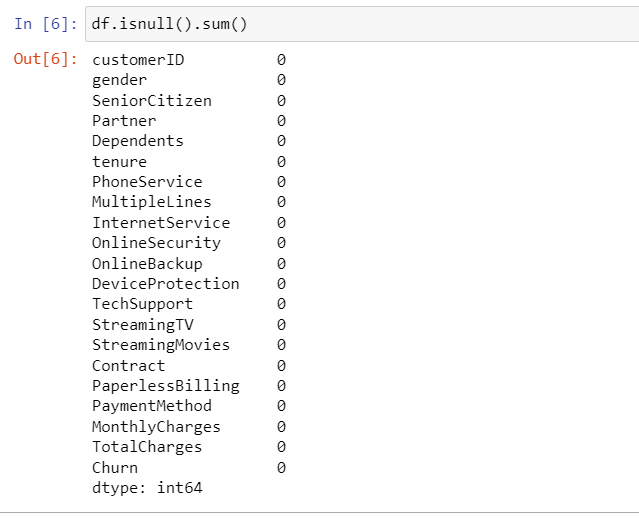 In [6]: df.isnull().sum()
Out[6]: customerID 0
gender 0
SeniorCitizen 0
Partner 0
Dependents 0
tenure 0
PhoneService 0
MultipleLines 0
InternetService 0
OnlineSecurity 0
OnlineBackup 0
DeviceProtection 0
TechSupport 0
StreamingTV 0
StreamingMovies 0
Contract 0
PaperlessBilling 0
PaymentMethod 0
MonthlyCharges 0
TotalCharges 0
Churn 0
dtype: int64